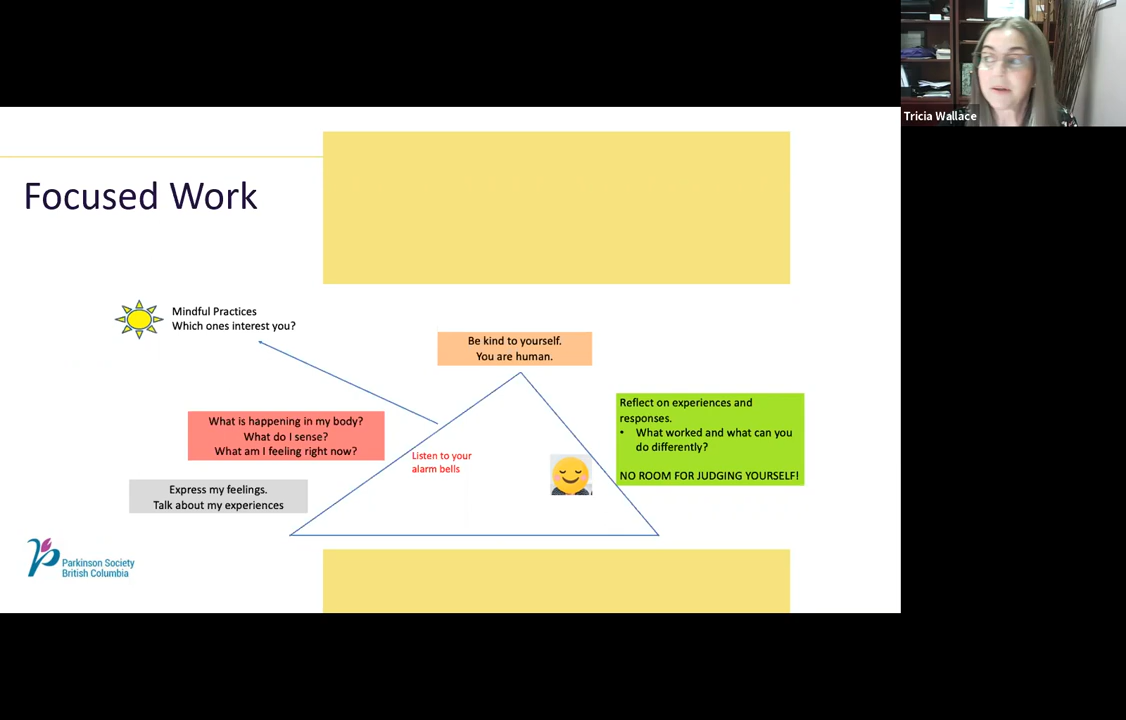 Tricia Wallace
Focused Work
Mindful Practices
Which ones interest you?
Be kind to yourself.
You are human.
What is happening in my body?
What do I sense?
What am I feeling right now?
Listen to your
alarm bells
Reflect on experiences and
responses.
• What worked and what can you
do differently?
NO ROOM FOR JUDGING YOURSELF!
Express my feelings.
Talk about my experiences
Parkinson Society
British Columbia